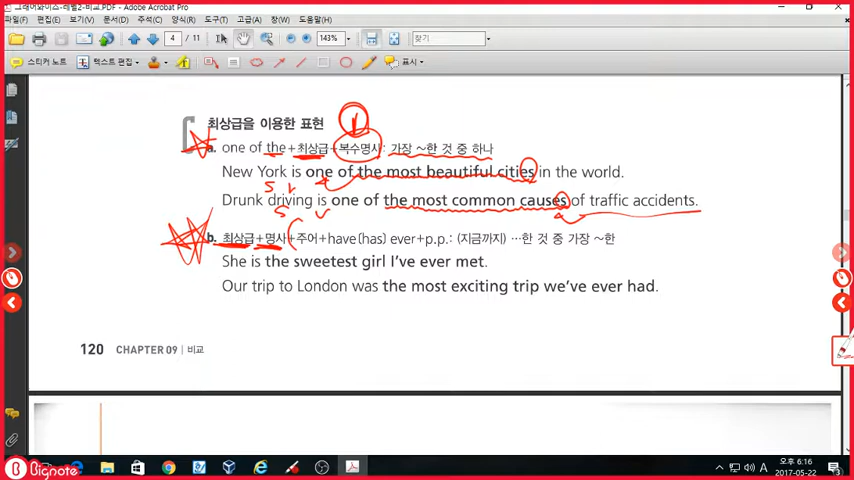 그래머와이즈-레벨2-비교.PDF - Adobe Acrobat Pro
파일(F) 편집(E) 보기(V) 문서(D) 주석(C) 양식(R) 도구(T) 고급(A) 창(W) 도움말(H)
4 / 11 143% 찾기
스티커 노트 텍스트 편집 표시
최상급을 이용한 표현
a. one of the+최상급+복수명사: 가장 ~한 것 중 하나
New York is one of the most beautiful cities in the world.
S V
Drunk driving is one of the most common causes of traffic accidents.
S V
b. 최상급+명사+주어+have(has) ever+p.p.: (지금까지) …한 것 중 가장 ~한
She is the sweetest girl I've ever met.
Our trip to London was the most exciting trip we've ever had.
120 CHAPTER 09 | 비교
Bignote
A 오후 6:16
2017-05-22